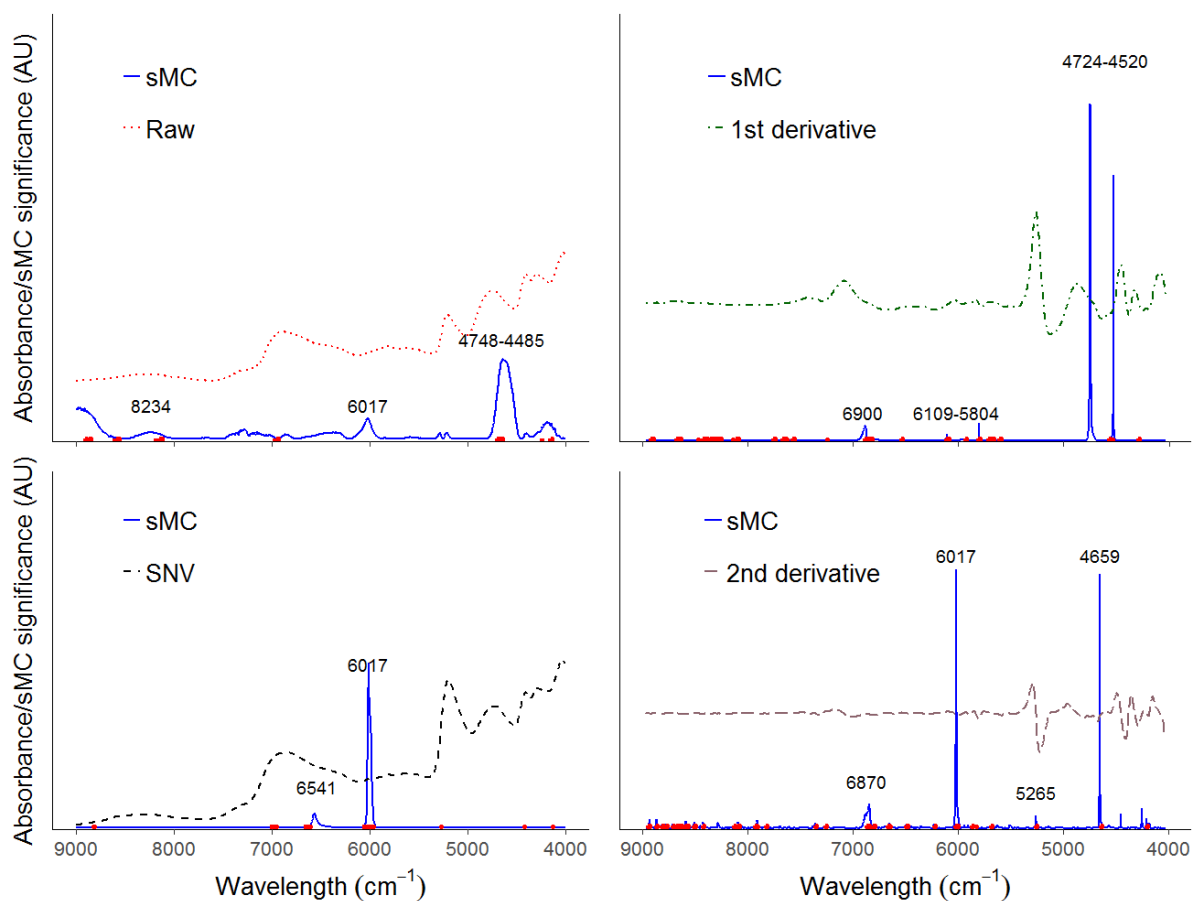 Absorbance/sMC significance (AU)
sMC
Raw
8234
6017
4748-4485
sMC
1st derivative
4724-4520
6900
6109-5804
Absorbance/sMC significance (AU)
sMC
SNV
6541
6017
9000
8000
7000
6000
5000
4000
Wavelength (cm⁻¹)
sMC
2nd derivative
6017
4659
6870
5265
9000
8000
7000
6000
5000
4000
Wavelength (cm⁻¹)